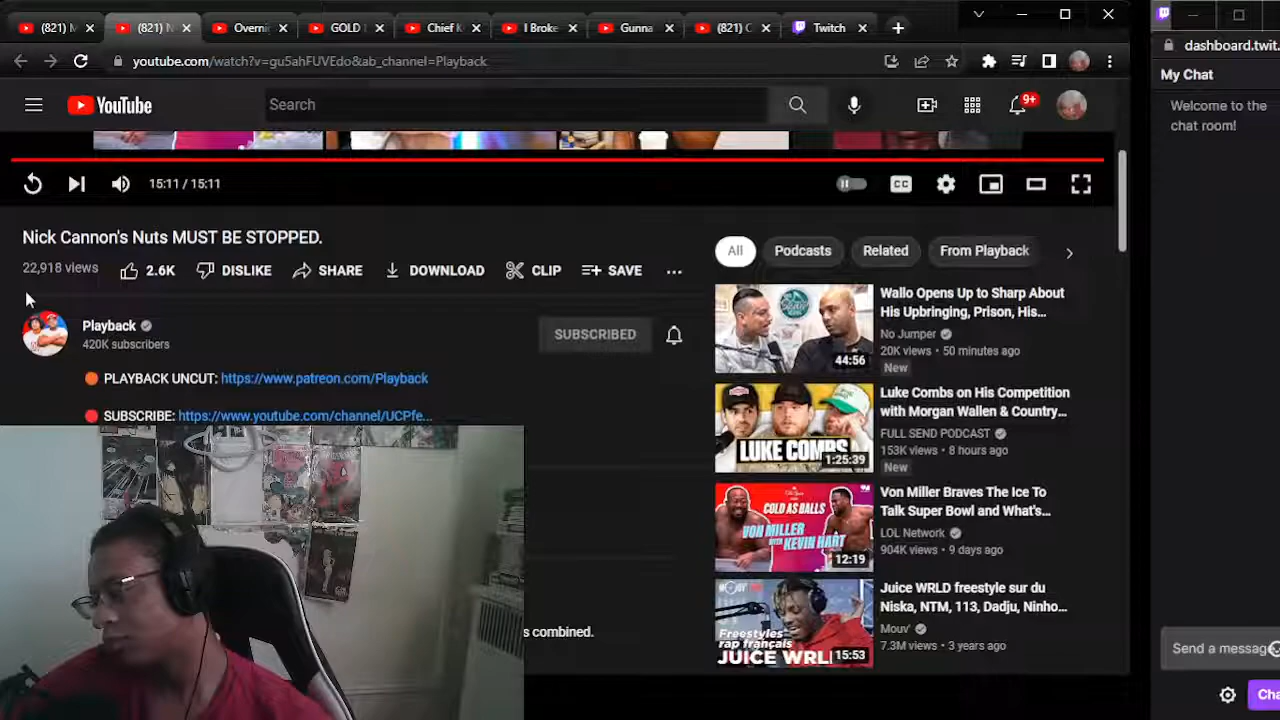 (821) M
(821) N
Overni
GOLD
Chief K
I Broke
Gunna
(821) C
Twitch
youtube.com/watch?v=gu5ahFUVEdo&ab_channel=Playback
dashboard.twit
My Chat
Welcome to the
chat room!
YouTube
Search
9+
15:11 / 15:11
CC
Nick Cannon's Nuts MUST BE STOPPED.
22,918 views
2.6K
DISLIKE
SHARE
DOWNLOAD
CLIP
SAVE
Playback
420K subscribers
SUBSCRIBED
PLAYBACK UNCUT: https://www.patreon.com/Playback
SUBSCRIBE: https://www.youtube.com/channel/UCPfe...
s combined.
All
Podcasts
Related
From Playback
44:56
Wallo Opens Up to Sharp About
His Upbringing, Prison, His...
No Jumper
20K views • 50 minutes ago
New
LUKE COMBS
1:25:39
Luke Combs on His Competition
with Morgan Wallen & Country...
FULL SEND PODCAST
153K views • 8 hours ago
New
COLD AS BALLS
VON MILLER
WITH KEVIN HART
12:19
Von Miller Braves The Ice To
Talk Super Bowl and What's...
LOL Network
904K views • 9 days ago
Freestyles
rap français
JUICE WRL
15:53
Juice WRLD freestyle sur du
Niska, NTM, 113, Dadju, Ninho...
Mouv'
7.3M views • 3 years ago
Send a message
Cha